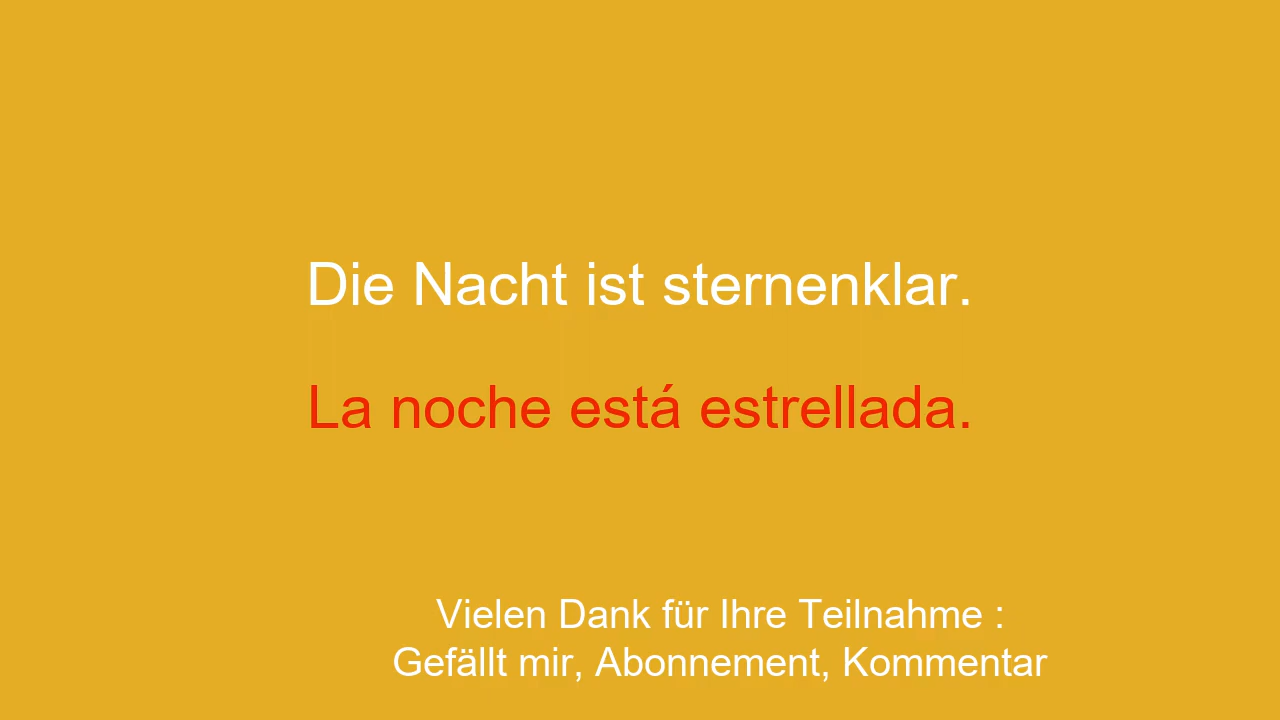 Die Nacht ist sternenklar.
La noche está estrellada.
Vielen Dank für Ihre Teilnahme :
Gefällt mir, Abonnement, Kommentar